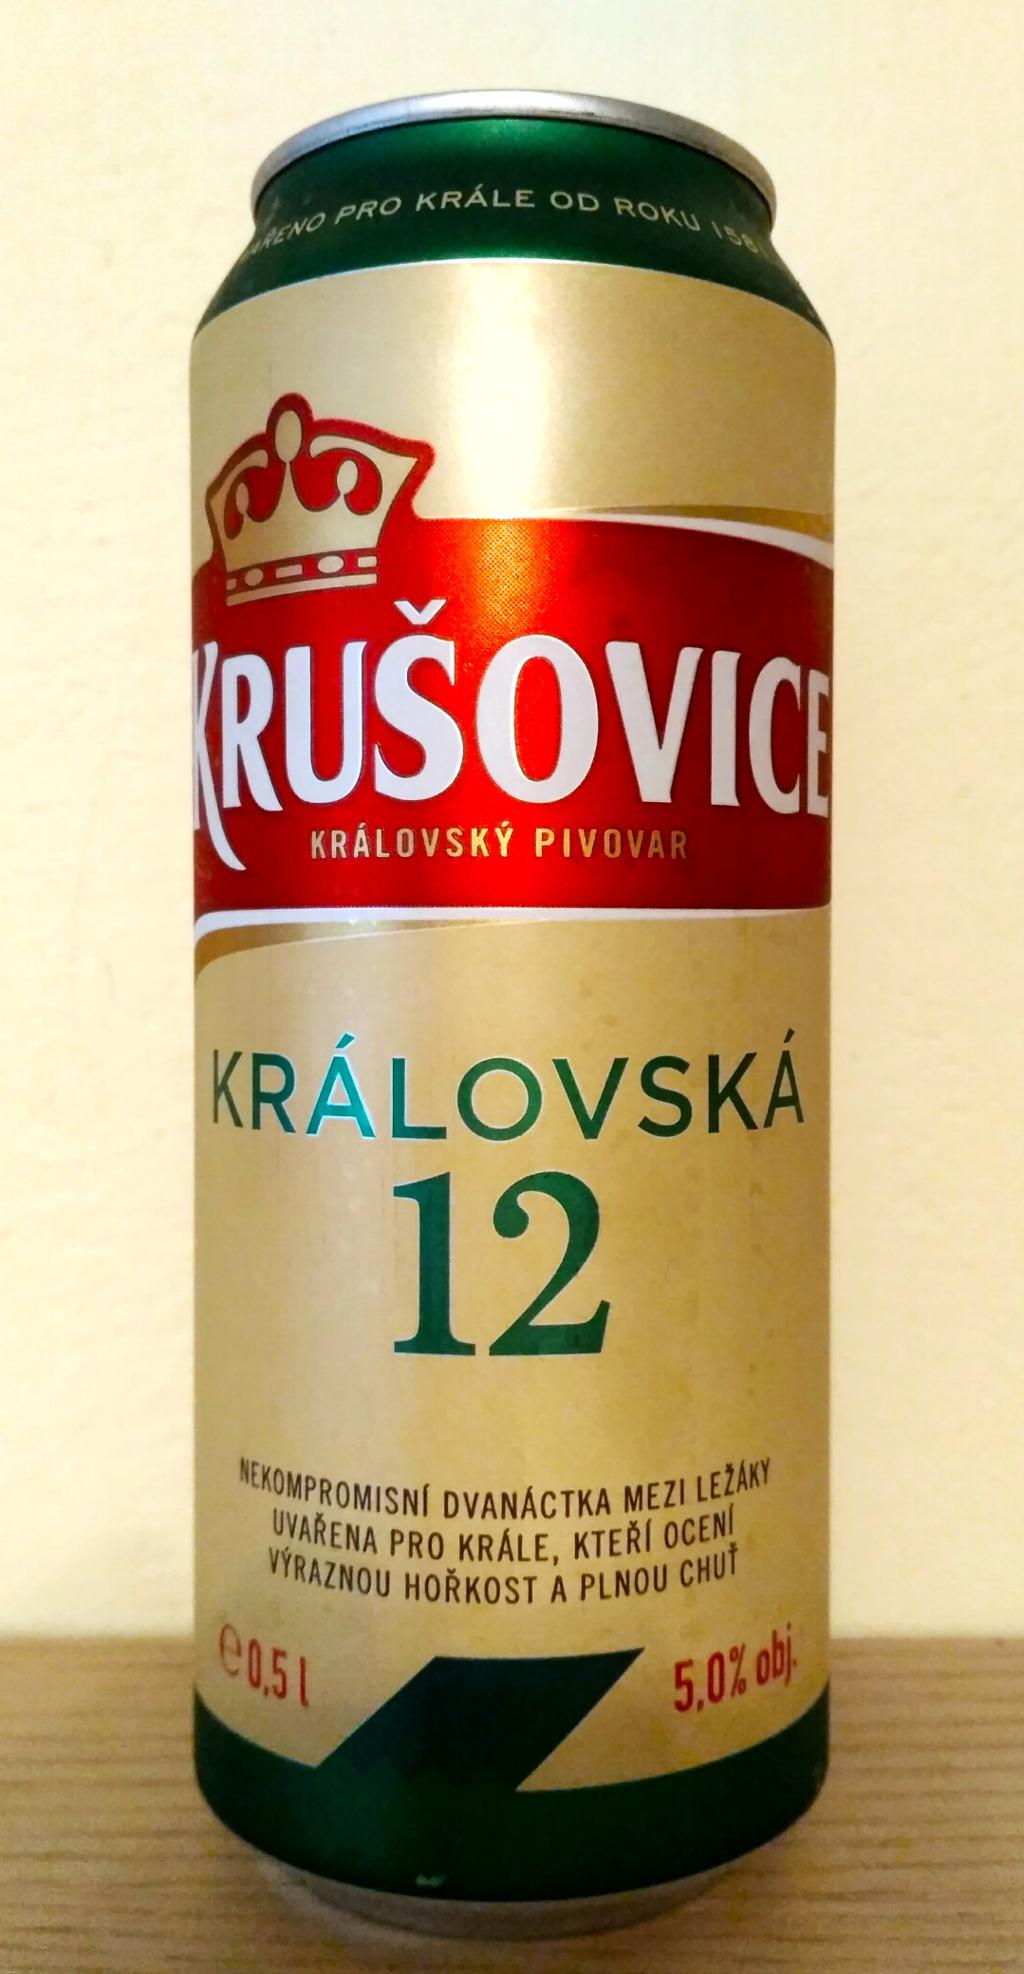 PRO KRÁLE OD ROKU 1581
KRUŠOVICE
KRÁLOVSKÝ PIVOVAR
KRÁLOVSKÁ
12
NEKOMPROMISNÍ DVANÁCTKA MEZI LEŽÁKY
UVAŘENA PRO KRÁLE, KTEŘÍ OCENÍ
VÝRAZNOU HOŘKOST A PLNOU CHUŤ
℮0,5 l
5,0% obj.